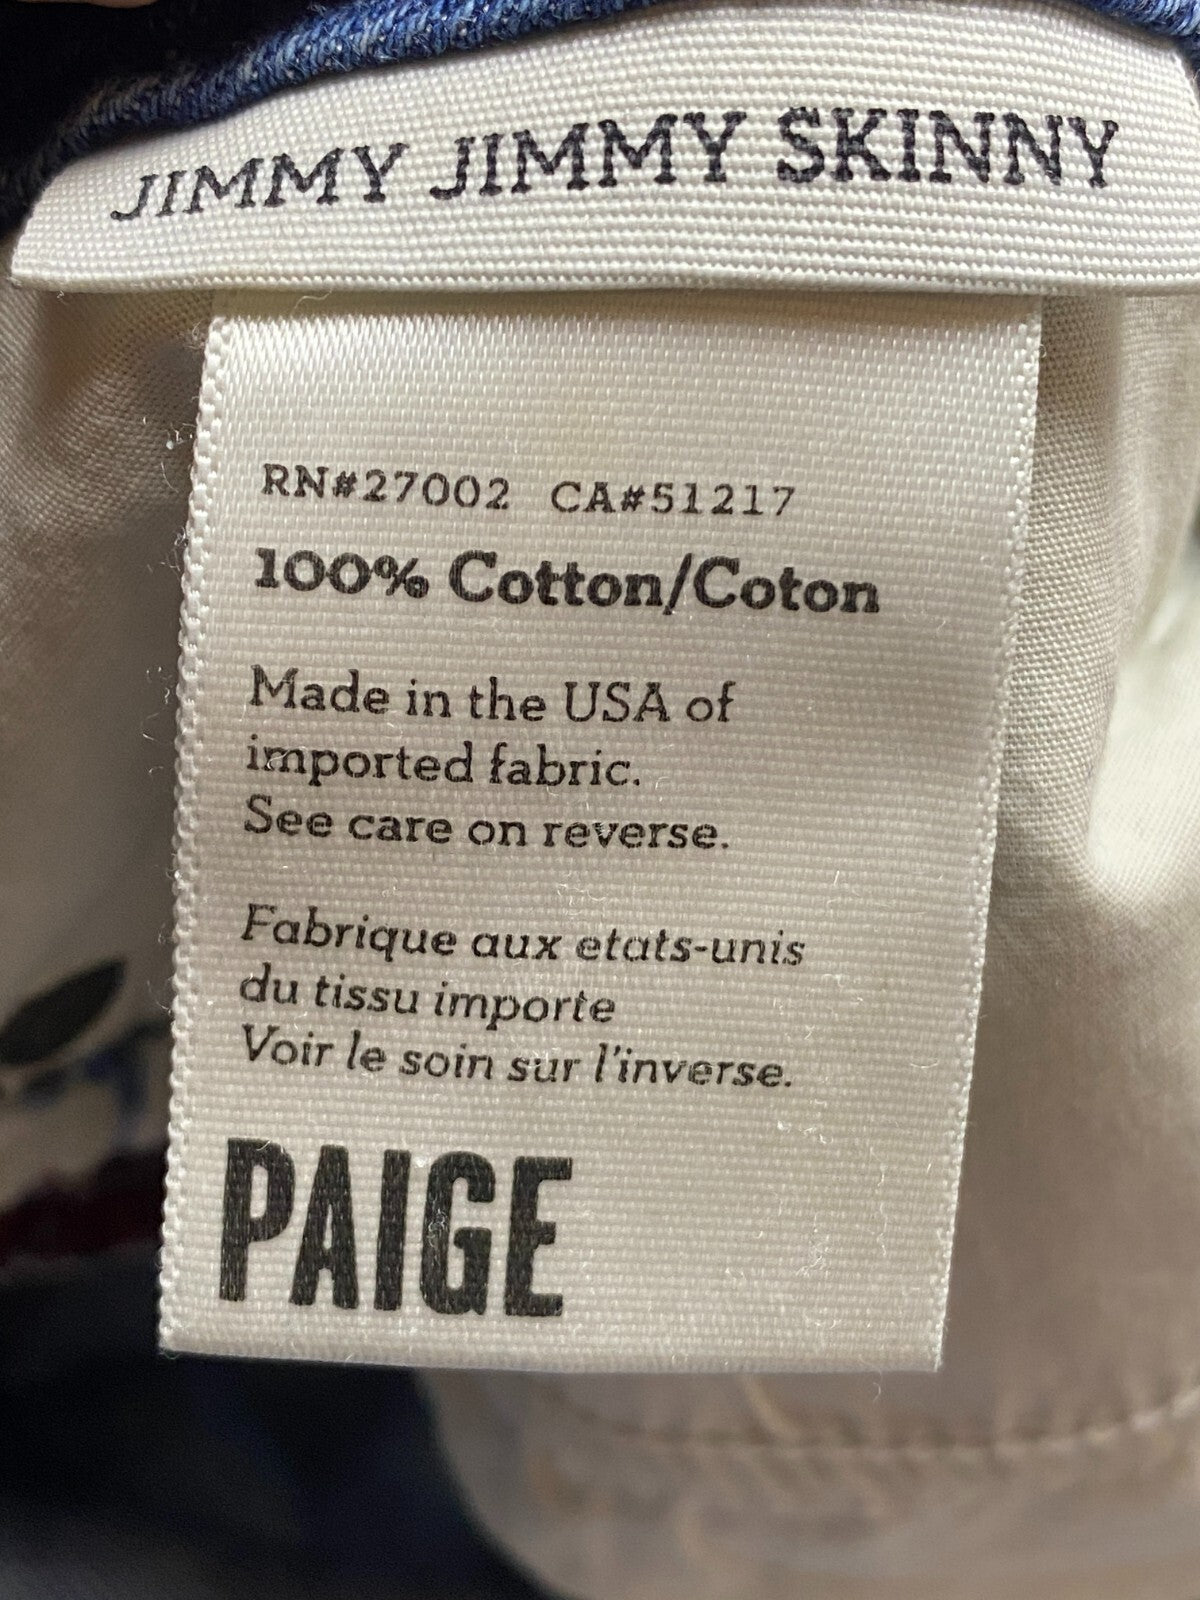 JIMMY JIMMY SKINNY
RN#27002 CA#51217
100% Cotton/Coton
Made in the USA of
imported fabric.
See care on reverse.
Fabrique aux etats-unis
du tissu importe
Voir le soin sur l'inverse.
PAIGE